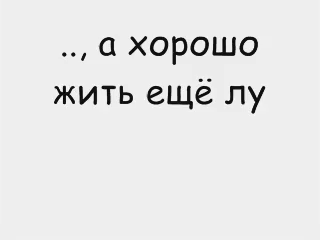 .., а хорошо
жить ещё лу